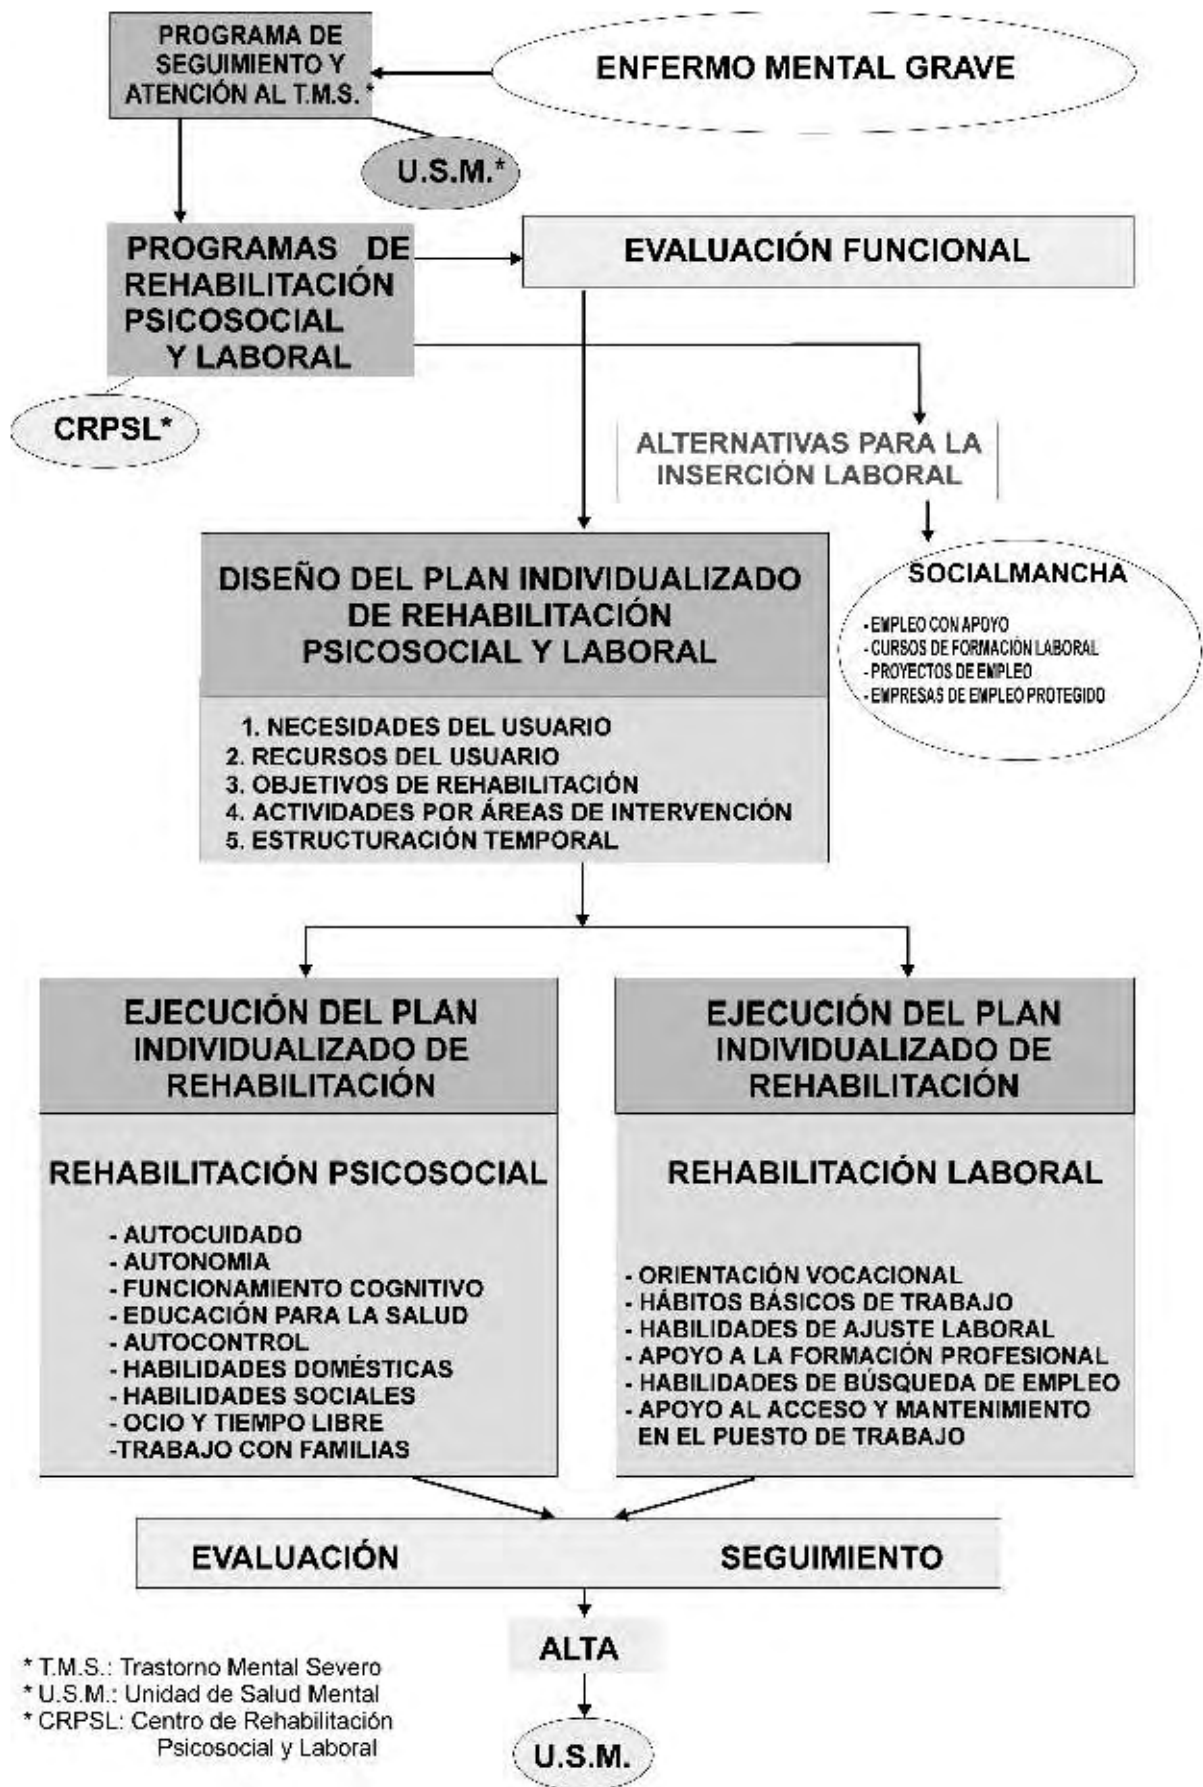 PROGRAMA DE
SEGUIMIENTO Y
ATENCIÓN AL T.M.S. *
ENFERMO MENTAL GRAVE
U.S.M.*
PROGRAMAS DE
REHABILITACIÓN
PSICOSOCIAL
Y LABORAL
EVALUACIÓN FUNCIONAL
CRPSL*
ALTERNATIVAS PARA LA
INSERCIÓN LABORAL
SOCIALMANCHA
- EMPLEO CON APOYO
- CURSOS DE FORMACIÓN LABORAL
- PROYECTOS DE EMPLEO
- EMPRESAS DE EMPLEO PROTEGIDO
DISEÑO DEL PLAN INDIVIDUALIZADO
DE REHABILITACIÓN
PSICOSOCIAL Y LABORAL
1. NECESIDADES DEL USUARIO
2. RECURSOS DEL USUARIO
3. OBJETIVOS DE REHABILITACIÓN
4. ACTIVIDADES POR ÁREAS DE INTERVENCIÓN
5. ESTRUCTURACIÓN TEMPORAL
EJECUCIÓN DEL PLAN
INDIVIDUALIZADO DE
REHABILITACIÓN
REHABILITACIÓN PSICOSOCIAL
- AUTOCUIDADO
- AUTONOMIA
- FUNCIONAMIENTO COGNITIVO
- EDUCACIÓN PARA LA SALUD
- AUTOCONTROL
- HABILIDADES DOMÉSTICAS
- HABILIDADES SOCIALES
- OCIO Y TIEMPO LIBRE
-TRABAJO CON FAMILIAS
EJECUCIÓN DEL PLAN
INDIVIDUALIZADO DE
REHABILITACIÓN
REHABILITACIÓN LABORAL
- ORIENTACIÓN VOCACIONAL
- HÁBITOS BÁSICOS DE TRABAJO
- HABILIDADES DE AJUSTE LABORAL
- APOYO A LA FORMACIÓN PROFESIONAL
- HABILIDADES DE BÚSQUEDA DE EMPLEO
- APOYO AL ACCESO Y MANTENIMIENTO
EN EL PUESTO DE TRABAJO
EVALUACIÓN SEGUIMIENTO
ALTA
U.S.M.
* T.M.S.: Trastorno Mental Severo
* U.S.M.: Unidad de Salud Mental
* CRPSL: Centro de Rehabilitación
Psicosocial y Laboral